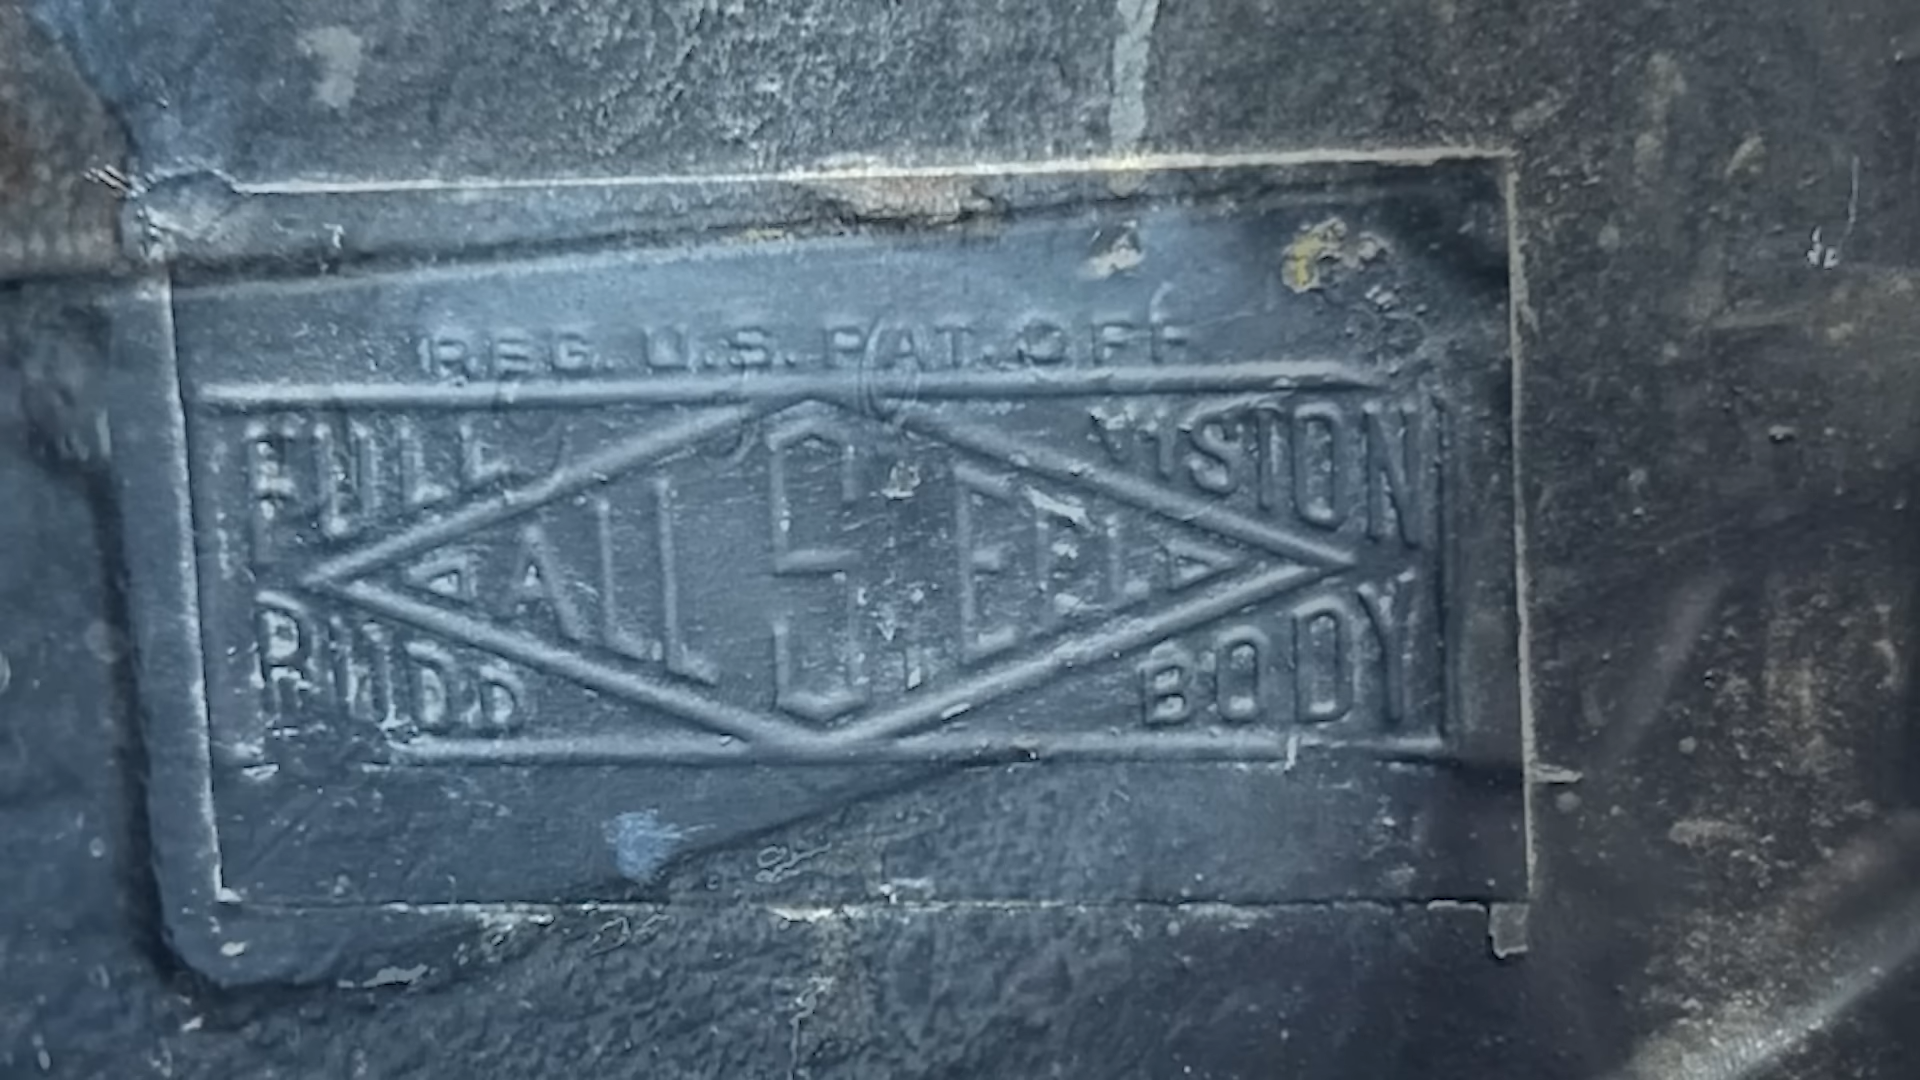 REG. U.S. PAT. OFF
FULL VISION
ALL STEEL
BUDD BODY